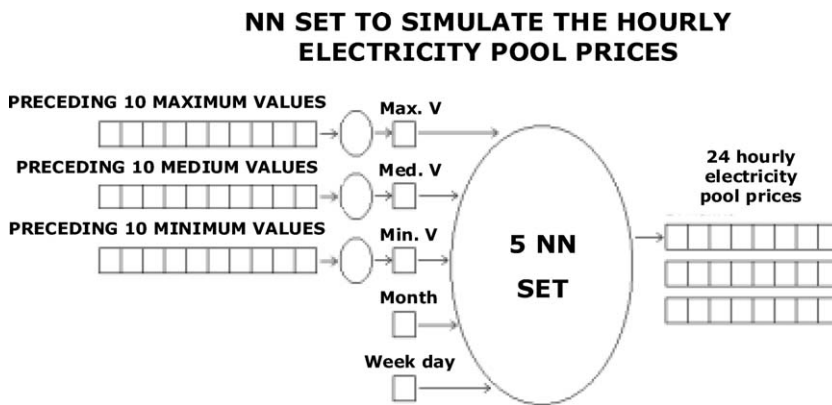 NN SET TO SIMULATE THE HOURLY
ELECTRICITY POOL PRICES
PRECEDING 10 MAXIMUM VALUES
Max. V
PRECEDING 10 MEDIUM VALUES
Med. V
PRECEDING 10 MINIMUM VALUES
Min. V
Month
Week day
5 NN
SET
24 hourly
electricity
pool prices